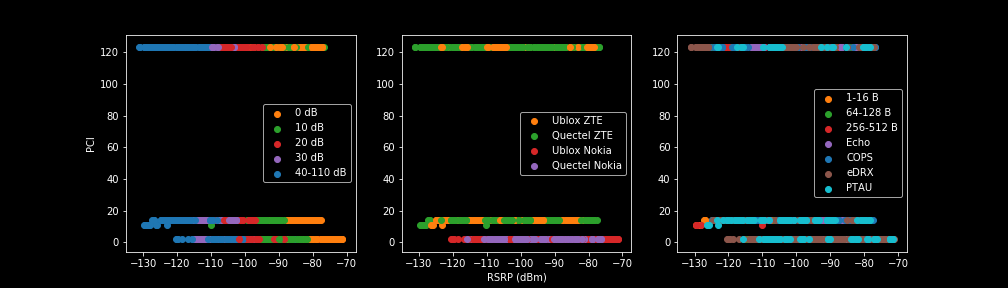 PCI
120
100
80
60
40
20
0
−130 −120 −110 −100 −90 −80 −70
0 dB
10 dB
20 dB
30 dB
40-110 dB
120
100
80
60
40
20
0
−130 −120 −110 −100 −90 −80 −70
RSRP (dBm)
Ublox ZTE
Quectel ZTE
Ublox Nokia
Quectel Nokia
120
100
80
60
40
20
0
−130 −120 −110 −100 −90 −80 −70
1-16 B
64-128 B
256-512 B
Echo
COPS
eDRX
PTAU